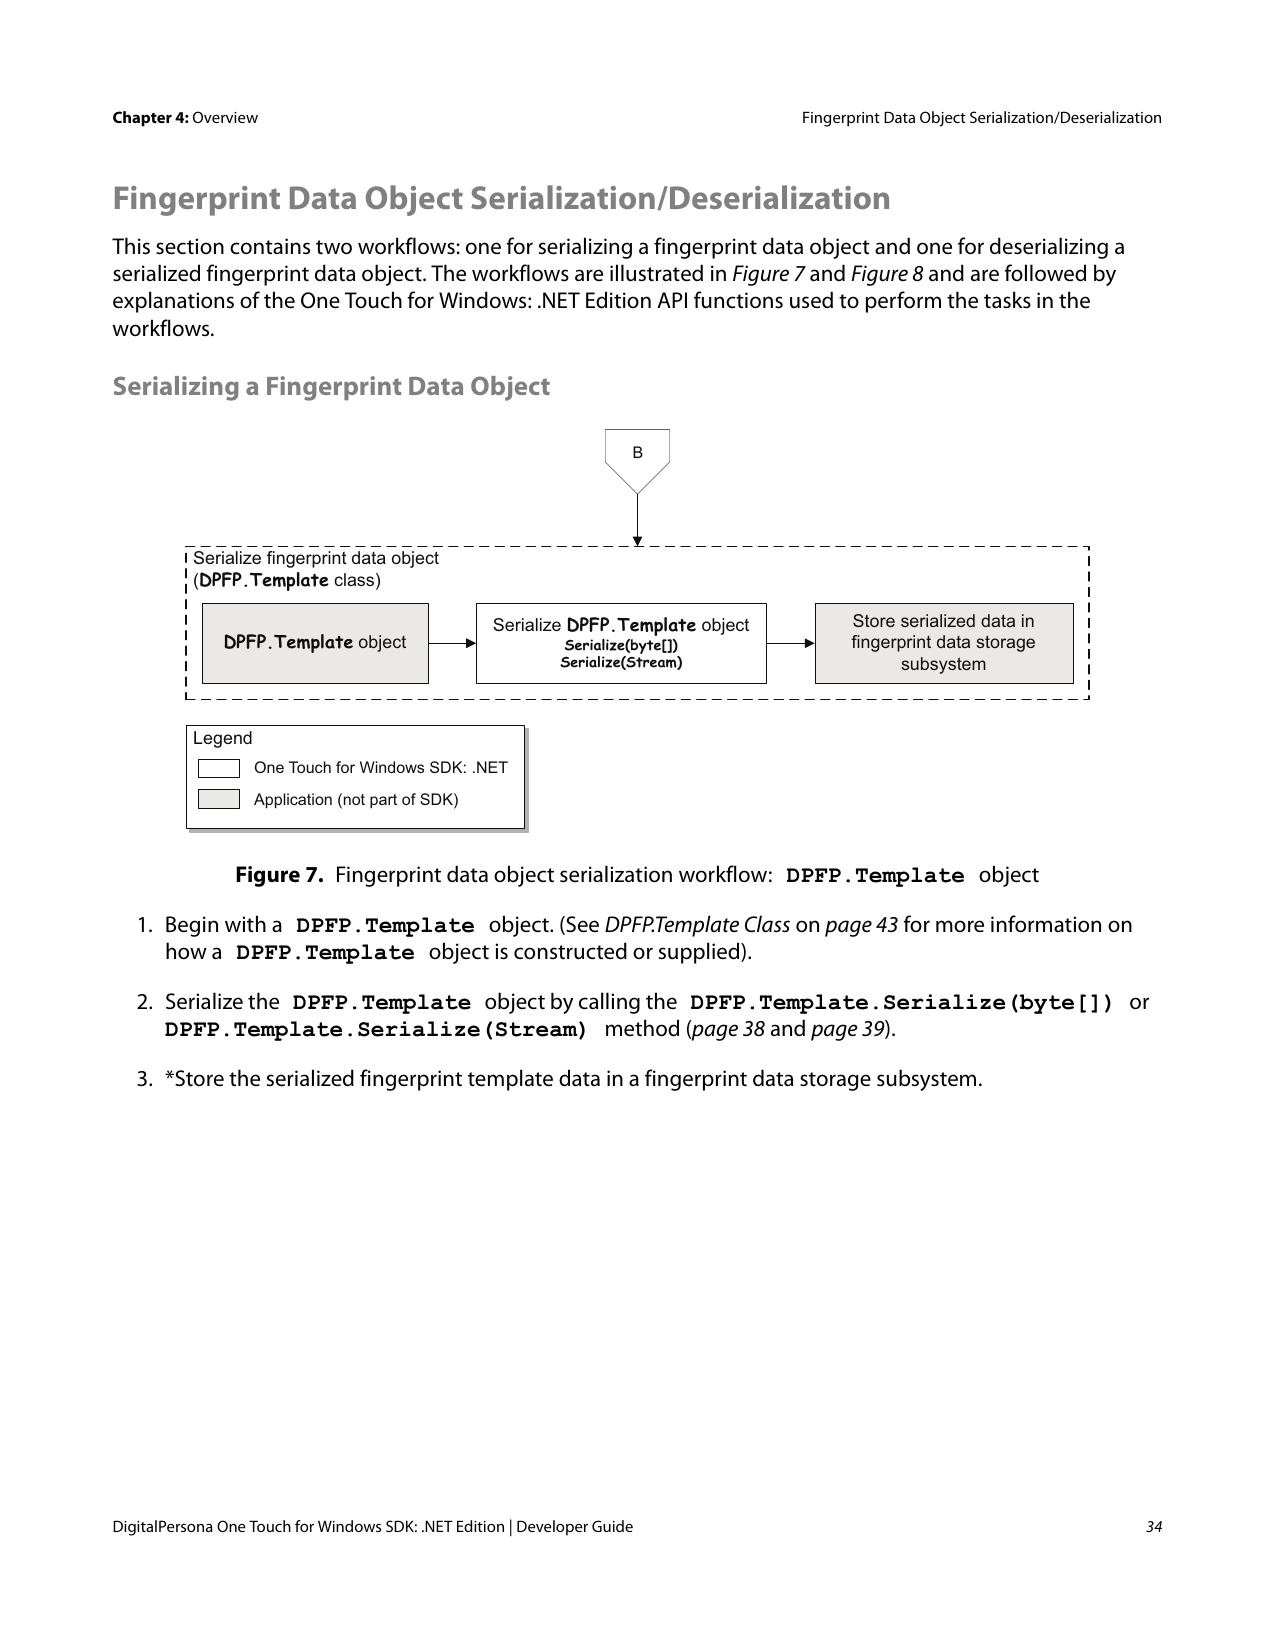 Chapter 4: Overview
Fingerprint Data Object Serialization/Deserialization
Fingerprint Data Object Serialization/Deserialization
This section contains two workflows: one for serializing a fingerprint data object and one for deserializing a
serialized fingerprint data object. The workflows are illustrated in Figure 7 and Figure 8 and are followed by
explanations of the One Touch for Windows: .NET Edition API functions used to perform the tasks in the
workflows.
Serializing a Fingerprint Data Object
B
Serialize fingerprint data object
(DPFP.Template class)
DPFP.Template object
Serialize DPFP.Template object
Serialize(byte[])
Serialize(Stream)
Store serialized data in
fingerprint data storage
subsystem
Legend
One Touch for Windows SDK: .NET
Application (not part of SDK)
Figure 7. Fingerprint data object serialization workflow: DPFP.Template object
1. Begin with a DPFP.Template object. (See DPFP.Template Class on page 43 for more information on
how a DPFP.Template object is constructed or supplied).
2. Serialize the DPFP.Template object by calling the DPFP.Template.Serialize(byte[]) or
DPFP.Template.Serialize(Stream) method (page 38 and page 39).
3. *Store the serialized fingerprint template data in a fingerprint data storage subsystem.
DigitalPersona One Touch for Windows SDK: .NET Edition | Developer Guide
34